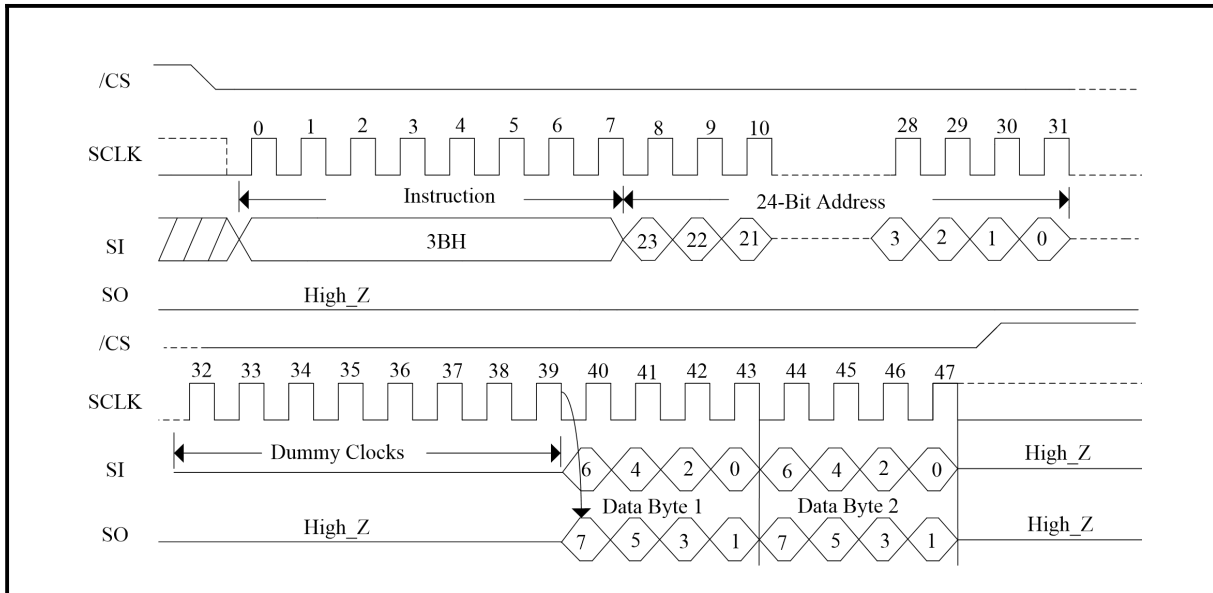 /CS
0 1 2 3 4 5 6 7 8 9 10 28 29 30 31
SCLK
Instruction 24-Bit Address
SI 3BH 23 22 21 3 2 1 0
SO High_Z
/CS
32 33 34 35 36 37 38 39 40 41 42 43 44 45 46 47
SCLK
Dummy Clocks
SI 6 4 2 0 6 4 2 0 High_Z
Data Byte 1 Data Byte 2
SO High_Z 7 5 3 1 7 5 3 1 High_Z